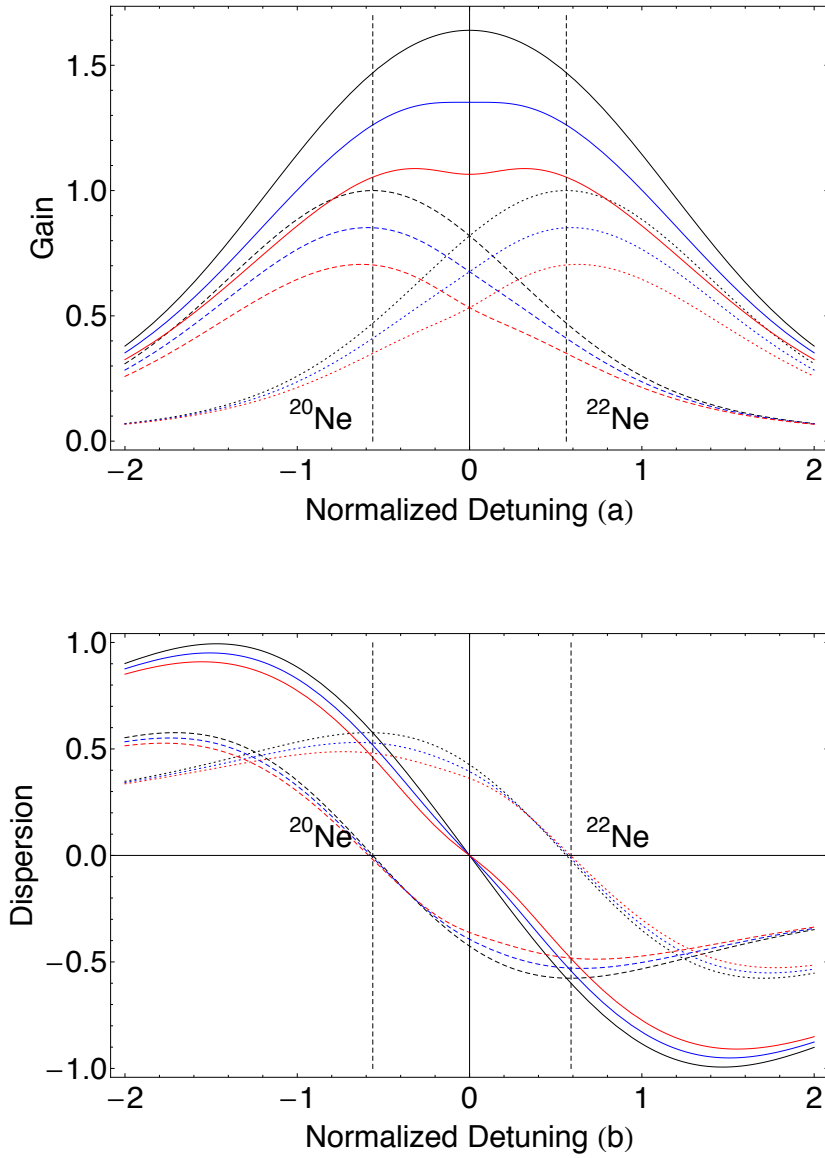 1.5
1.0
0.5
0.0
Gain
²⁰Ne
²²Ne
−2 −1 0 1 2
Normalized Detuning (a)
1.0
0.5
0.0
−0.5
−1.0
Dispersion
²⁰Ne
²²Ne
−2 −1 0 1 2
Normalized Detuning (b)